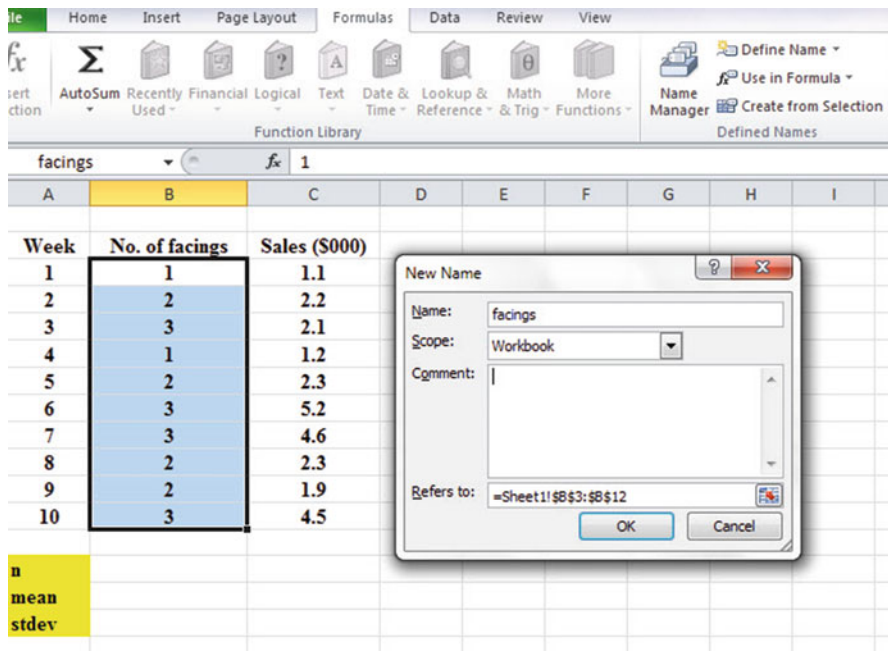 ile Home Insert Page Layout Formulas Data Review View
fx Σ ? A θ
sert AutoSum Recently Financial Logical Text Date & Lookup & Math More Name Define Name
ction Used Time Reference & Trig Functions Manager fx Use in Formula
Create from Selection
Function Library Defined Names
facings fx 1
A B C D E F G H I
Week No. of facings Sales ($000)
1 1 1.1
2 2 2.2
3 3 2.1
4 1 1.2
5 2 2.3
6 3 5.2
7 3 4.6
8 2 2.3
9 2 1.9
10 3 4.5
n
mean
stdev
New Name
Name: facings
Scope: Workbook
Comment:
Refers to: =Sheet1!$B$3:$B$12
OK Cancel